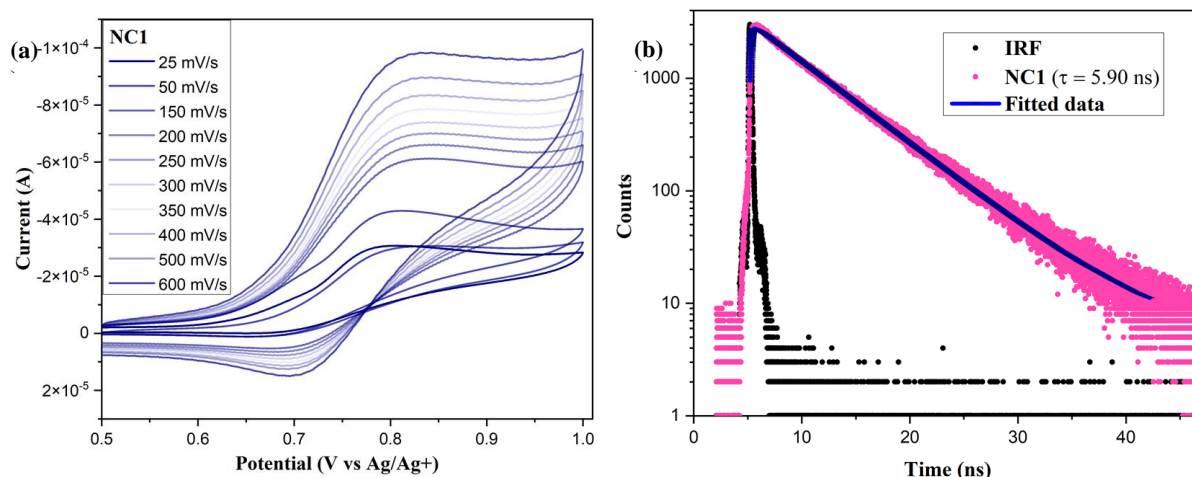 (a)
NC1
25 mV/s
50 mV/s
150 mV/s
200 mV/s
250 mV/s
300 mV/s
350 mV/s
400 mV/s
500 mV/s
600 mV/s
-1×10⁻⁴
-8×10⁻⁵
-6×10⁻⁵
-4×10⁻⁵
-2×10⁻⁵
0
2×10⁻⁵
Current (A)
0.5 0.6 0.7 0.8 0.9 1.0
Potential (V vs Ag/Ag+)
(b)
IRF
NC1 (τ = 5.90 ns)
Fitted data
1000
100
10
1
Counts
0 10 20 30 40
Time (ns)